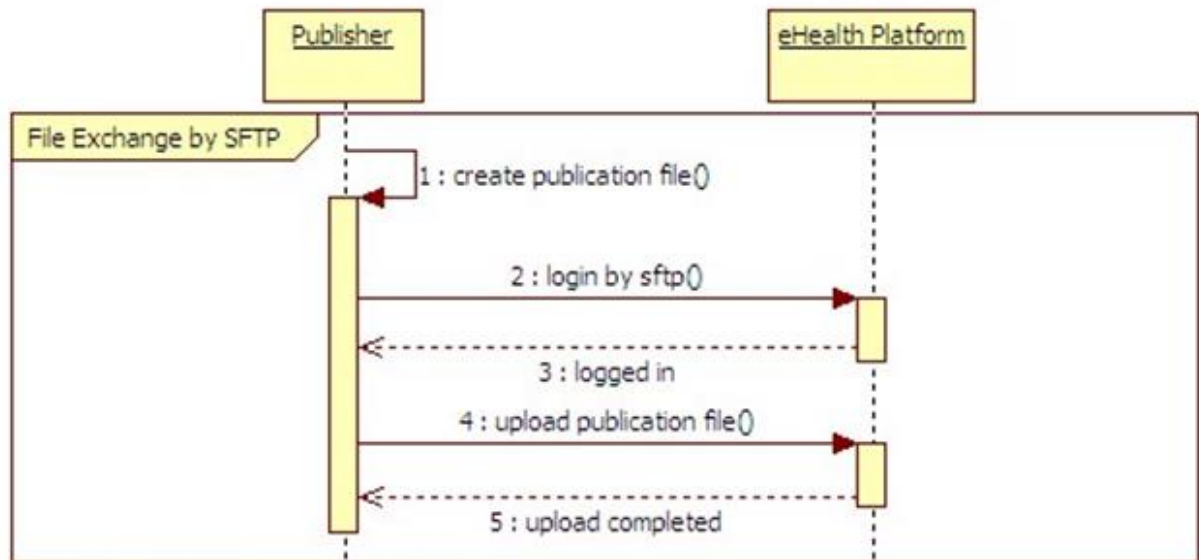 Publisher
eHealth Platform
File Exchange by SFTP
1 : create publication file()
2 : login by sftp()
3 : logged in
4 : upload publication file()
5 : upload completed